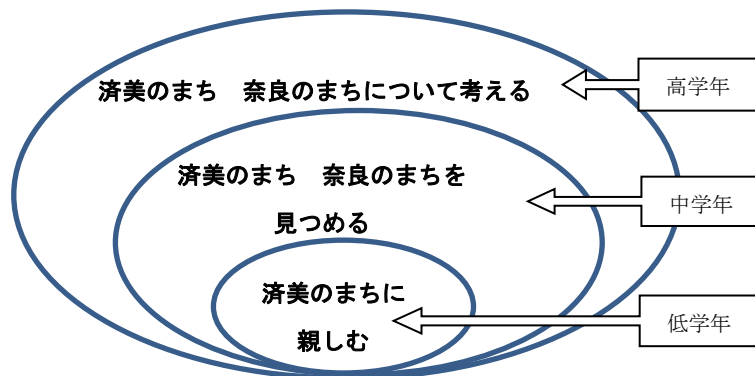 済美のまち　奈良のまちについて考える
高学年
済美のまち　奈良のまちを
見つめる
中学年
済美のまちに
親しむ
低学年